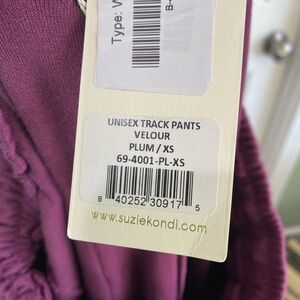 Type: V
B-
UNISEX TRACK PANTS
VELOUR
PLUM / XS
69-4001-PL-XS
8 40252 30917 5
www.suziekondi.com